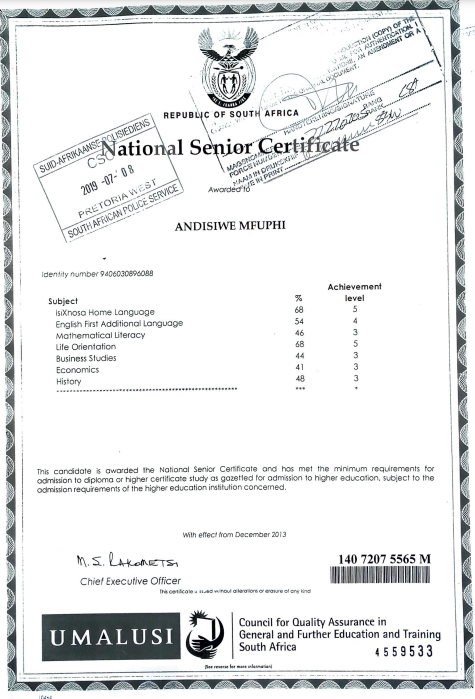 REPUBLIC OF SOUTH AFRICA
SUID-AFRIKAANSE POLISIEDIENS
CSC
2019 -07- 08
PRETORIA WEST
SOUTH AFRICAN POLICE SERVICE
National Senior Certificate
Awarded to
ANDISIWE MFUPHI
Identity number 9406030896088
Achievement
Subject % level
IsiXhosa Home Language 68 5
English First Additional Language 54 4
Mathematical Literacy 46 3
Life Orientation 68 5
Business Studies 44 3
Economics 41 3
History 48 3
This candidate is awarded the National Senior Certificate and has met the minimum requirements for
admission to diploma or higher certificate study as gazetted for admission to higher education, subject to the
admission requirements of the higher education institution concerned.
With effect from December 2013
M. S. RAKOMETSI
Chief Executive Officer
140 7207 5565 M
This certificate is issued without alterations or erasure of any kind
UMALUSI
Council for Quality Assurance in
General and Further Education and Training
South Africa
4559533
(See reverse for more information)